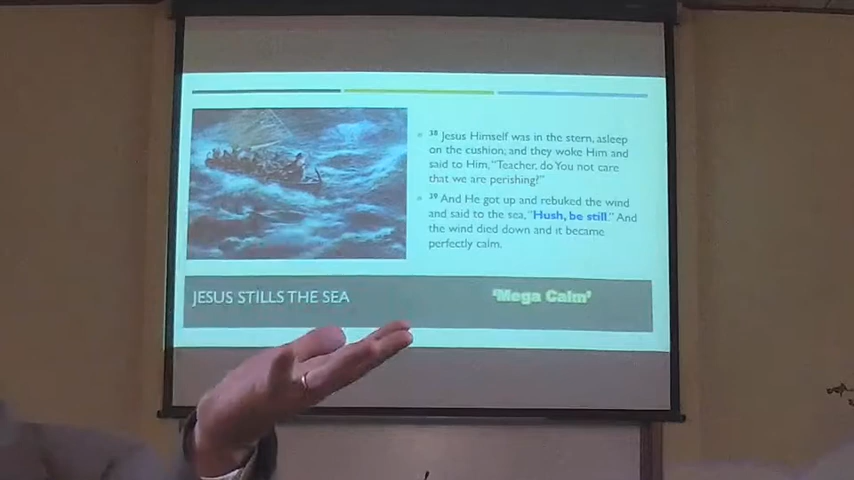 38 Jesus Himself was in the stern, asleep
on the cushion; and they woke Him and
said to Him, "Teacher, do You not care
that we are perishing?"
39 And He got up and rebuked the wind
and said to the sea, "Hush, be still." And
the wind died down and it became
perfectly calm.
JESUS STILLS THE SEA
'Mega Calm'